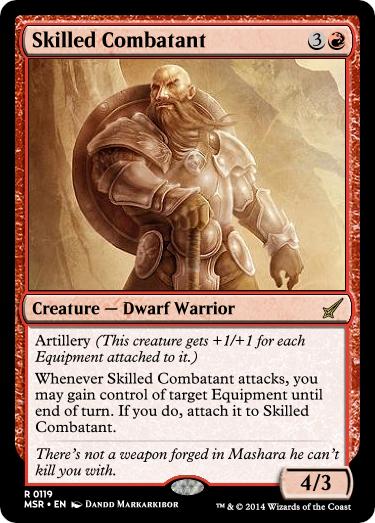 Skilled Combatant 3
Creature — Dwarf Warrior
Artillery (This creature gets +1/+1 for each
Equipment attached to it.)
Whenever Skilled Combatant attacks, you
may gain control of target Equipment until
end of turn. If you do, attach it to Skilled
Combatant.
There's not a weapon forged in Mashara he can't
kill you with.
4/3
R 0119
MSR • EN DANDD MARKARKIBOR
™ & © 2014 Wizards of the Coast